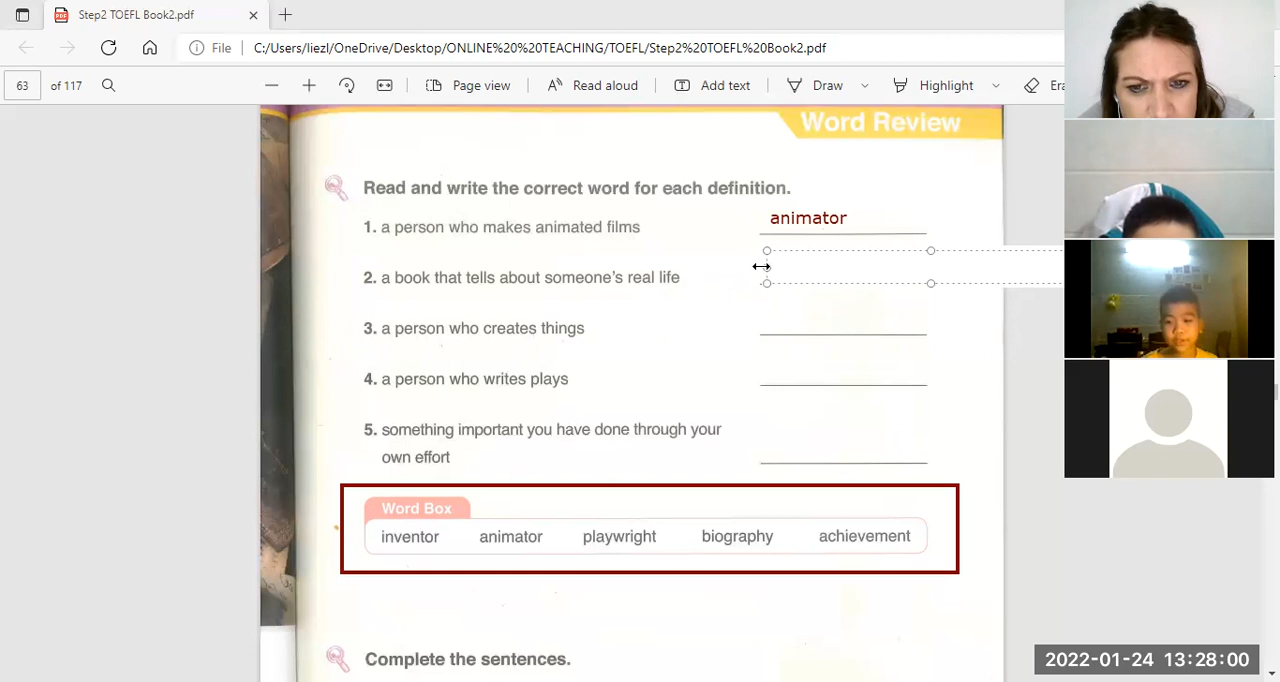 Step2 TOEFL Book2.pdf
File
C:/Users/liezl/OneDrive/Desktop/ONLINE%20%20TEACHING/TOEFL/Step2%20TOEFL%20Book2.pdf
63 of 117
Page view
Read aloud
Add text
Draw
Highlight
Era
Word Review
Read and write the correct word for each definition.
1. a person who makes animated films
animator
2. a book that tells about someone's real life
3. a person who creates things
4. a person who writes plays
5. something important you have done through your
own effort
Word Box
inventor animator playwright biography achievement
Complete the sentences.
2022-01-24 13:28:00